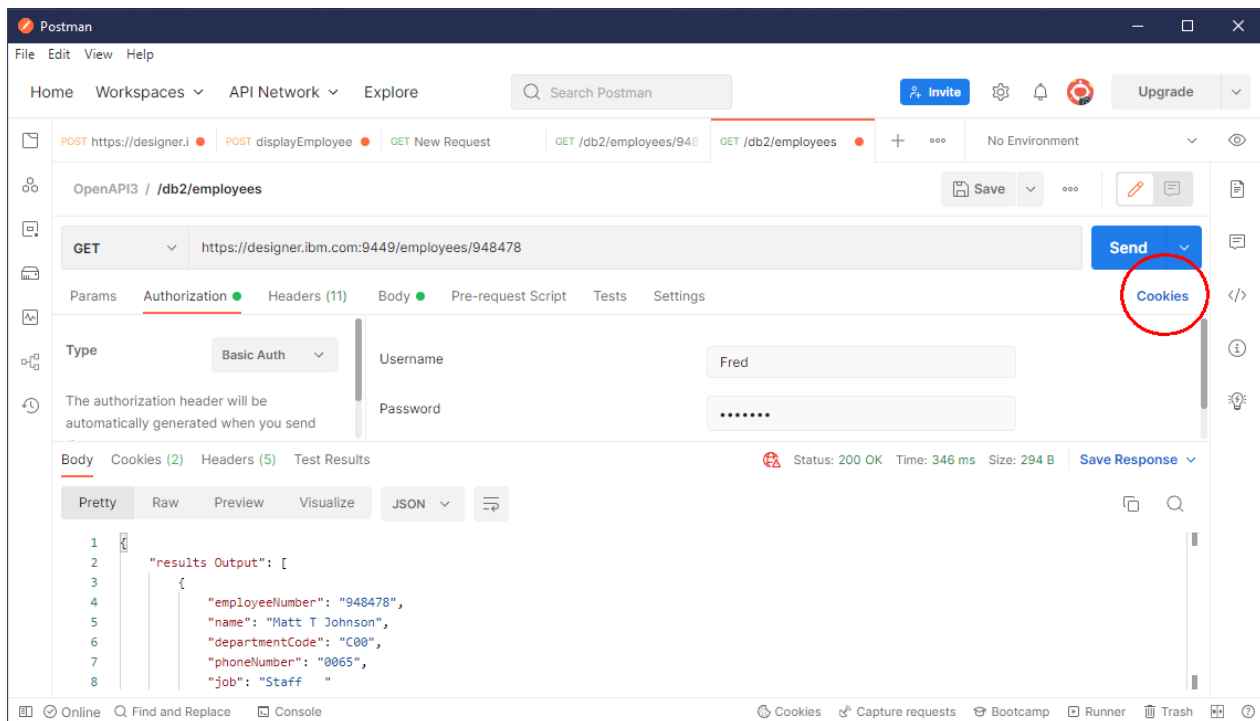 Postman
File Edit View Help
Home Workspaces API Network Explore Search Postman Invite Upgrade
POST https://designer.i POST displayEmployee GET New Request GET /db2/employees/948 GET /db2/employees No Environment
OpenAPI3 / /db2/employees Save
GET https://designer.ibm.com:9449/employees/948478 Send
Params Authorization Headers (11) Body Pre-request Script Tests Settings Cookies
Type Basic Auth Username Fred
The authorization header will be
automatically generated when you send
Password •••••••
Body Cookies (2) Headers (5) Test Results Status: 200 OK Time: 346 ms Size: 294 B Save Response
Pretty Raw Preview Visualize JSON
1 {
2 "results Output": [
3 {
4 "employeeNumber": "948478",
5 "name": "Matt T Johnson",
6 "departmentCode": "C00",
7 "phoneNumber": "0065",
8 "job": "Staff   "
Online Find and Replace Console Cookies Capture requests Bootcamp Runner Trash